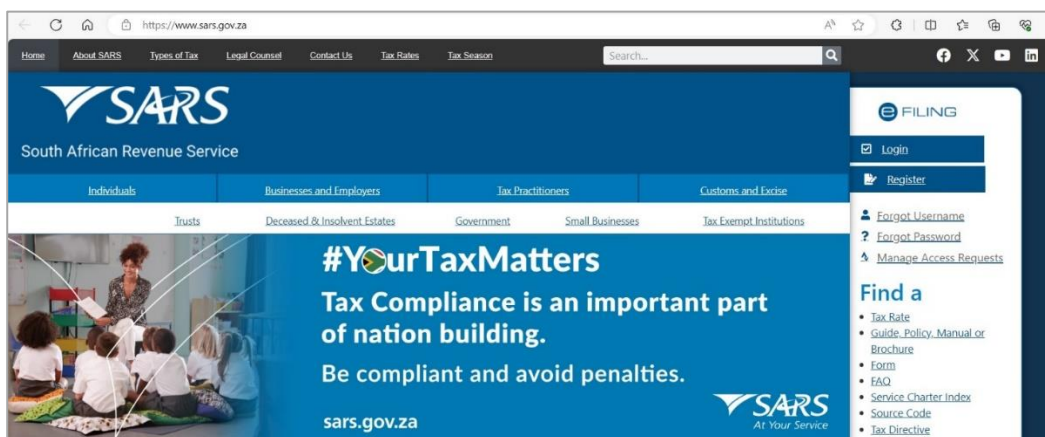 https://www.sars.gov.za
Home About SARS Types of Tax Legal Counsel Contact Us Tax Rates Tax Season Search...
SARS
South African Revenue Service
Individuals Businesses and Employers Tax Practitioners Customs and Excise
Trusts Deceased & Insolvent Estates Government Small Businesses Tax Exempt Institutions
#YourTaxMatters
Tax Compliance is an important part
of nation building.
Be compliant and avoid penalties.
sars.gov.za
SARS
At Your Service
e FILING
Login
Register
Forgot Username
? Forgot Password
Manage Access Requests
Find a
• Tax Rate
• Guide, Policy, Manual or
Brochure
• Form
• FAQ
• Service Charter Index
• Source Code
• Tax Directive